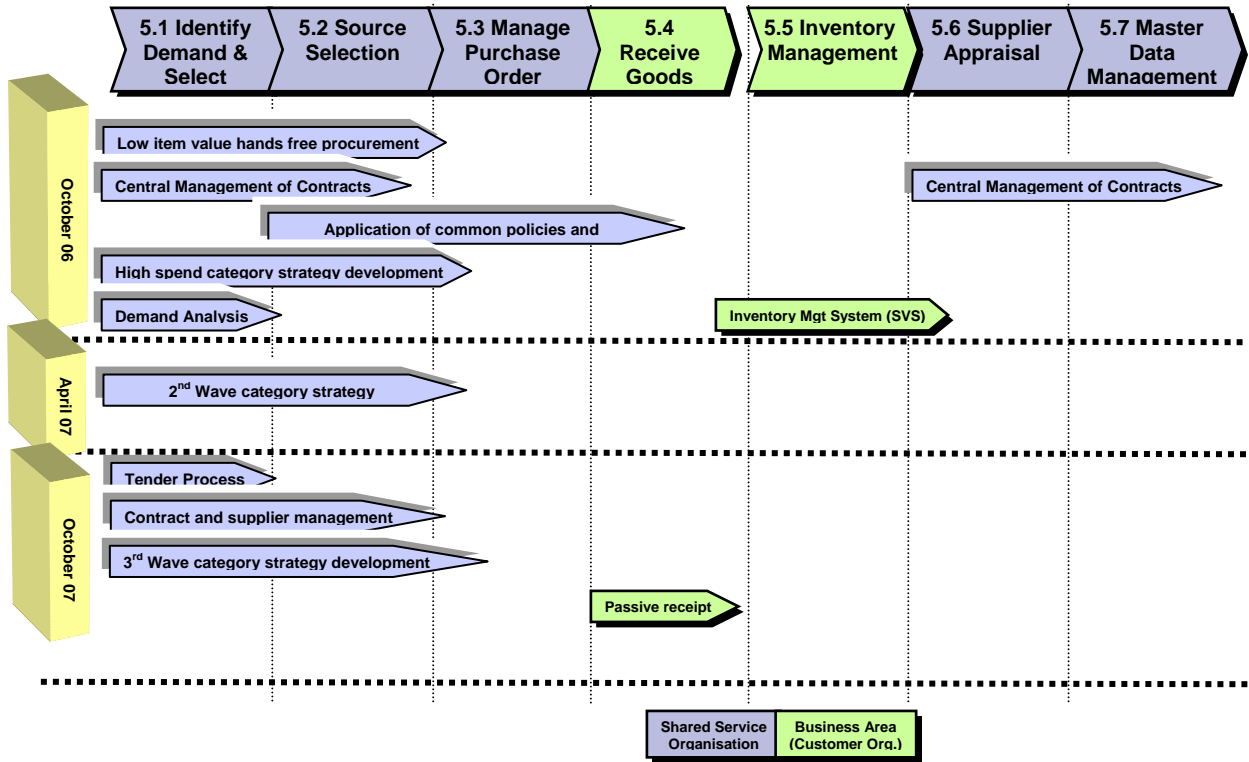 5.1 Identify
Demand &
Select
5.2 Source
Selection
5.3 Manage
Purchase
Order
5.4
Receive
Goods
5.5 Inventory
Management
5.6 Supplier
Appraisal
5.7 Master
Data
Management
October 06
Low item value hands free procurement
Central Management of Contracts
Central Management of Contracts
Application of common policies and
High spend category strategy development
Demand Analysis
Inventory Mgt System (SVS)
April 07
2nd Wave category strategy
October 07
Tender Process
Contract and supplier management
3rd Wave category strategy development
Passive receipt
Shared Service
Organisation
Business Area
(Customer Org.)